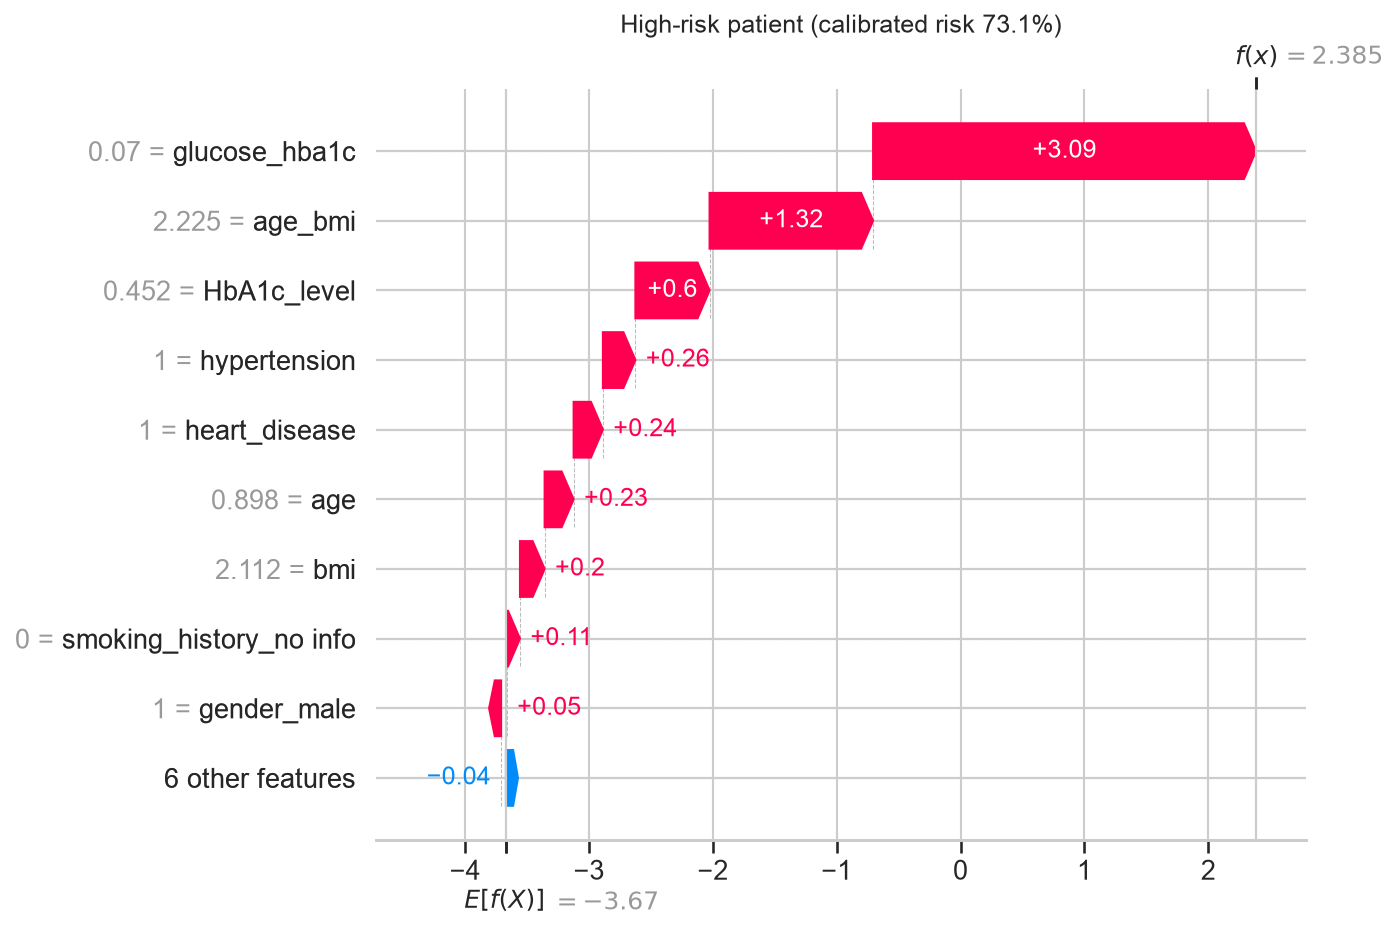 High-risk patient (calibrated risk 73.1%)
f(x) = 2.385
0.07 = glucose_hba1c +3.09
2.225 = age_bmi +1.32
0.452 = HbA1c_level +0.6
1 = hypertension +0.26
1 = heart_disease +0.24
0.898 = age +0.23
2.112 = bmi +0.2
0 = smoking_history_no info +0.11
1 = gender_male +0.05
6 other features −0.04
−4 −3 −2 −1 0 1 2
E[f(X)] = −3.67